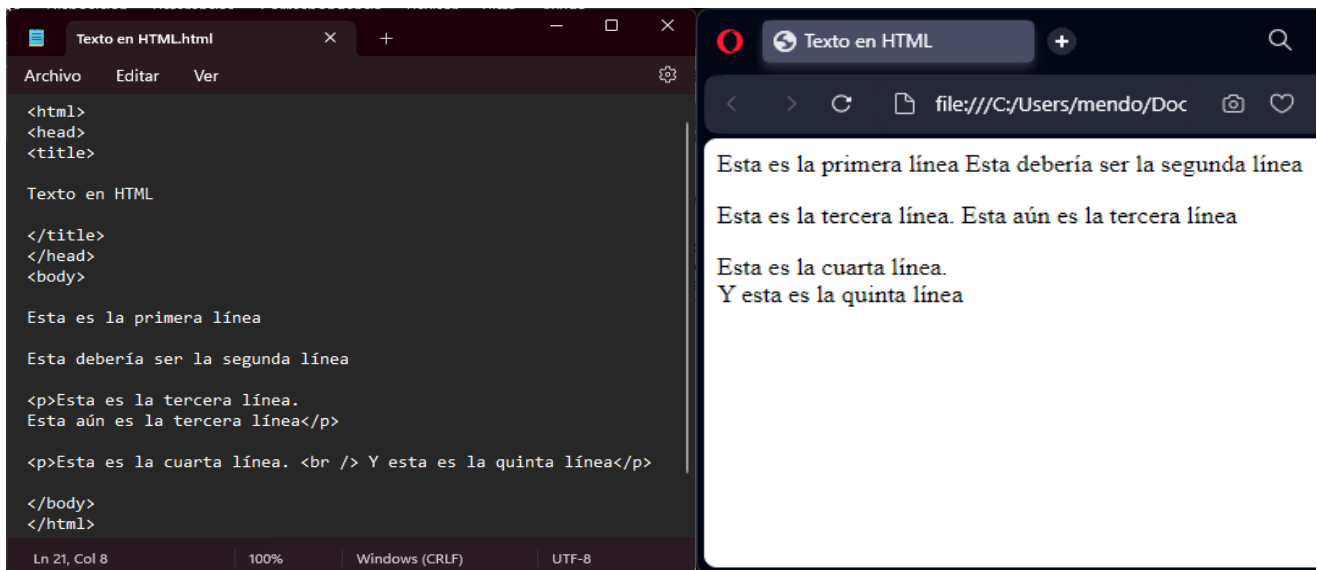 Texto en HTML.html
Archivo Editar Ver
<html>
<head>
<title>
Texto en HTML
</title>
</head>
<body>
Esta es la primera línea
Esta debería ser la segunda línea
<p>Esta es la tercera línea.
Esta aún es la tercera línea</p>
<p>Esta es la cuarta línea. <br /> Y esta es la quinta línea</p>
</body>
</html>
Ln 21, Col 8 100% Windows (CRLF) UTF-8
Texto en HTML
file:///C:/Users/mendo/Doc
Esta es la primera línea Esta debería ser la segunda línea
Esta es la tercera línea. Esta aún es la tercera línea
Esta es la cuarta línea.
Y esta es la quinta línea